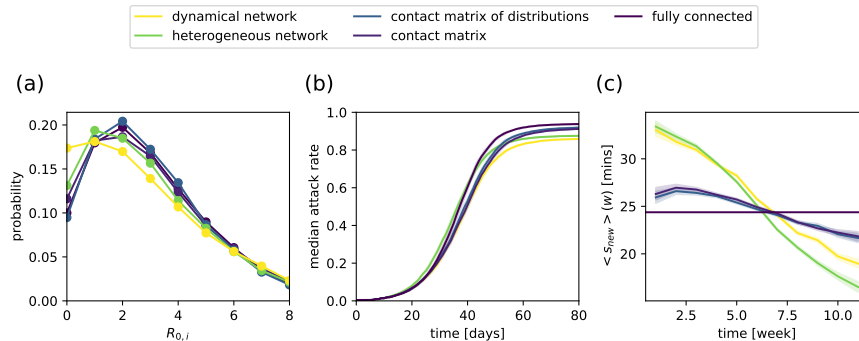 dynamical network
heterogeneous network
contact matrix of distributions
contact matrix
fully connected
(a)
(b)
(c)
probability
0.20
0.15
0.10
0.05
0.00
0 2 4 6 8
R0, i
median attack rate
1.0
0.8
0.6
0.4
0.2
0.0
0 20 40 60 80
time [days]
< snew > (w) [mins]
30
25
20
2.5 5.0 7.5 10.0
time [week]